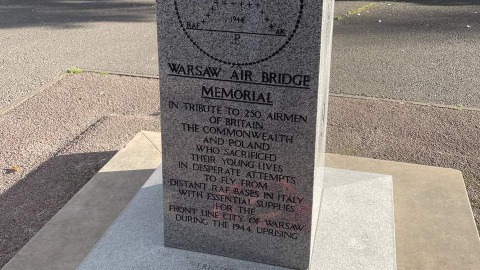 1944
RAF AK
WARSAW AIR BRIDGE
MEMORIAL
IN TRIBUTE TO 250 AIRMEN
OF BRITAIN
THE COMMONWEALTH
AND POLAND
WHO SACRIFICED
THEIR YOUNG LIVES
IN DESPERATE ATTEMPTS
TO FLY FROM
DISTANT RAF BASES IN ITALY
WITH ESSENTIAL SUPPLIES
FOR THE
FRONT LINE CITY OF WARSAW
DURING THE 1944 UPRISING